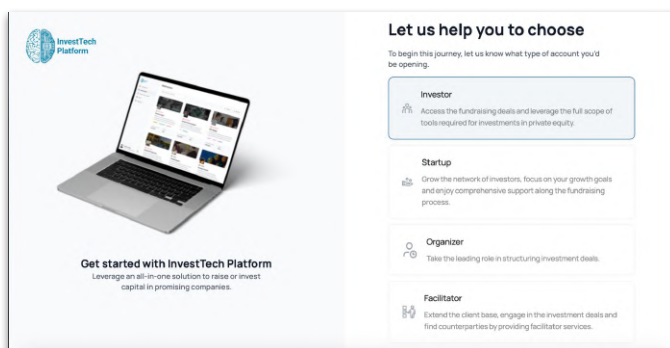 InvestTech
Platform
Get started with InvestTech Platform
Leverage an all-in-one solution to raise or invest
capital in promising companies.
Let us help you to choose
To begin this journey, let us know what type of account you'd
be opening.
Investor
Access the fundraising deals and leverage the full scope of
tools required for investments in private equity.
Startup
Grow the network of investors, focus on your growth goals
and enjoy comprehensive support along the fundraising
process.
Organizer
Take the leading role in structuring investment deals.
Facilitator
Extend the client base, engage in the investment deals and
find counterparties by providing facilitator services.